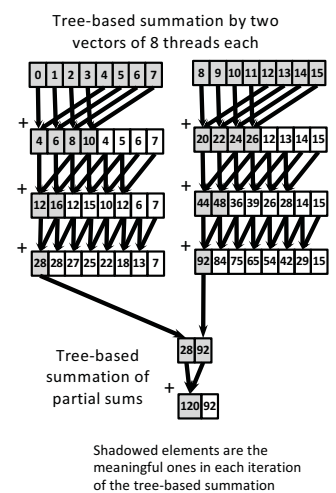 Tree-based summation by two
vectors of 8 threads each
0 1 2 3 4 5 6 7
8 9 10 11 12 13 14 15
+
+
4 6 8 10 4 5 6 7
20 22 24 26 12 13 14 15
+
+
12 16 12 15 10 12 6 7
44 48 36 39 26 28 14 15
+
+
28 28 27 25 22 18 13 7
92 84 75 65 54 42 29 15
28 92
Tree-based
summation of
partial sums
+
120 92
Shadowed elements are the
meaningful ones in each iteration
of the tree-based summation